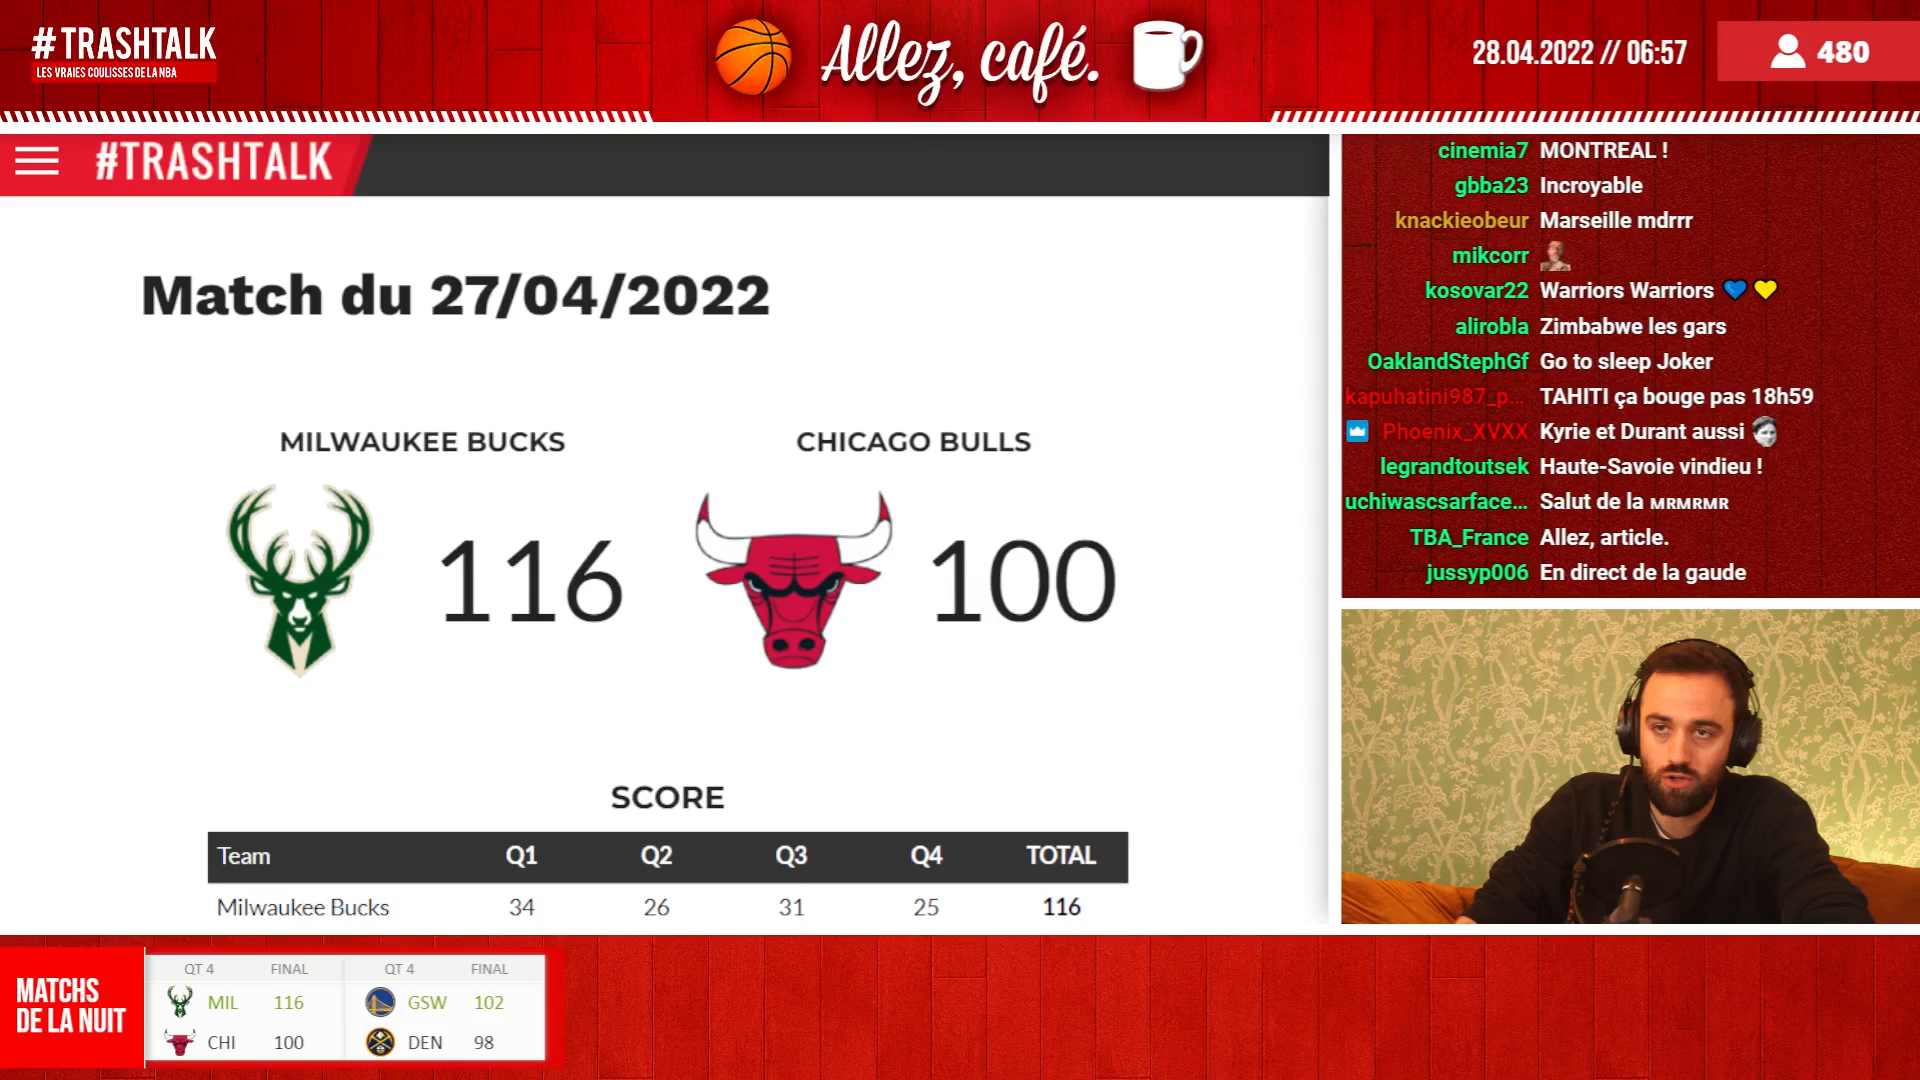 #TRASHTALK
LES VRAIES COULISSES DE LA NBA
Allez, café.
28.04.2022 // 06:57
480
#TRASHTALK
Match du 27/04/2022
MILWAUKEE BUCKS
CHICAGO BULLS
116
100
SCORE
Team Q1 Q2 Q3 Q4 TOTAL
Milwaukee Bucks 34 26 31 25 116
cinemia7 MONTREAL !
gbba23 Incroyable
knackieobeur Marseille mdrrr
mikcorr
kosovar22 Warriors Warriors 💙 💛
alirobla Zimbabwe les gars
OaklandStephGf Go to sleep Joker
kapuhatini987_p... TAHITI ça bouge pas 18h59
Phoenix_XVXX Kyrie et Durant aussi
legrandtoutsek Haute-Savoie vindieu !
uchiwascsarface... Salut de la ᴍʀᴍʀᴍʀ
TBA_France Allez, article.
jussyp006 En direct de la gaude
MATCHS
DE LA NUIT
QT 4 FINAL
MIL 116
CHI 100
QT 4 FINAL
GSW 102
DEN 98